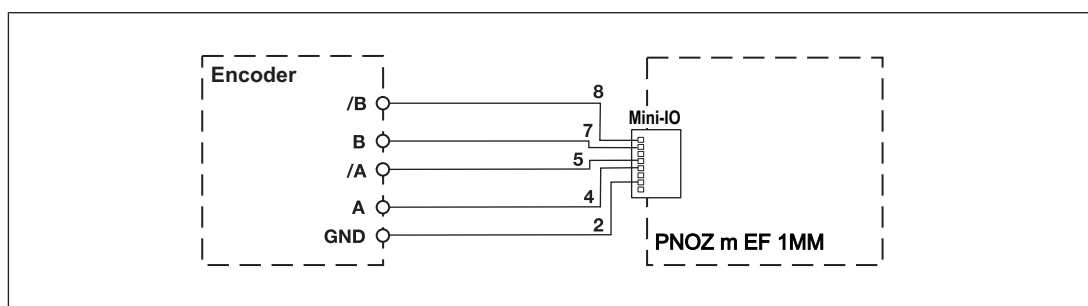 Encoder
/B
8
Mini-IO
B
7
/A
5
A
4
GND
2
PNOZ m EF 1MM